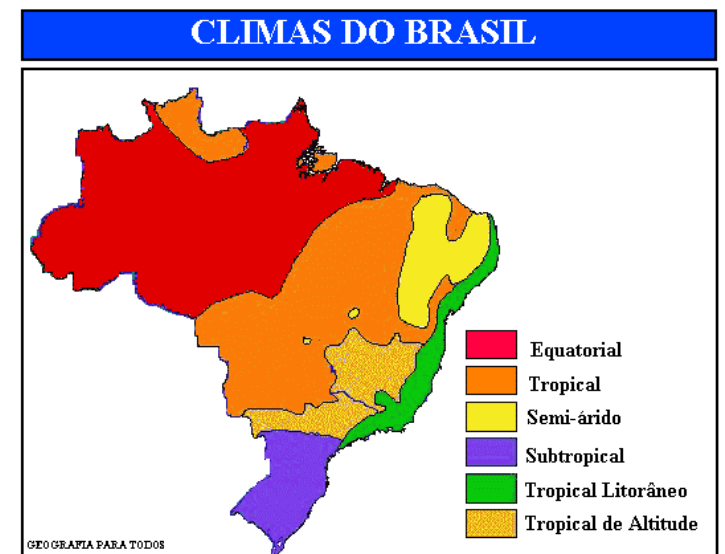 CLIMAS DO BRASIL
Equatorial
Tropical
Semi-árido
Subtropical
Tropical Litorâneo
Tropical de Altitude
GEOGRAFIA PARA TODOS